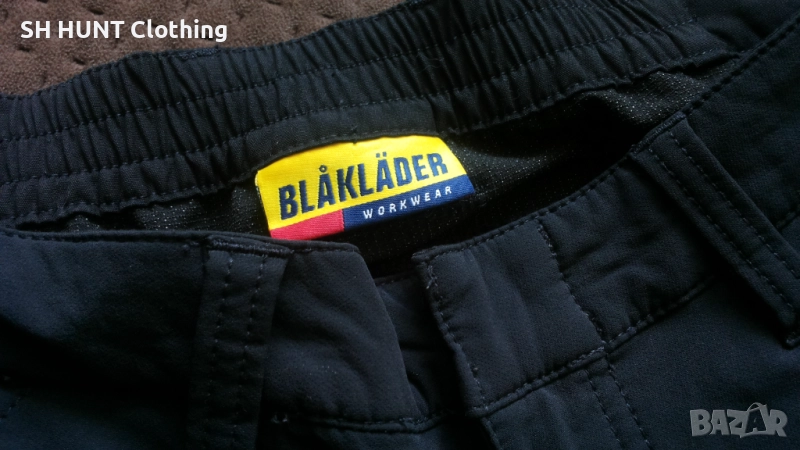 SH HUNT Clothing
BLÅKLÄDER
WORKWEAR
BAZAR